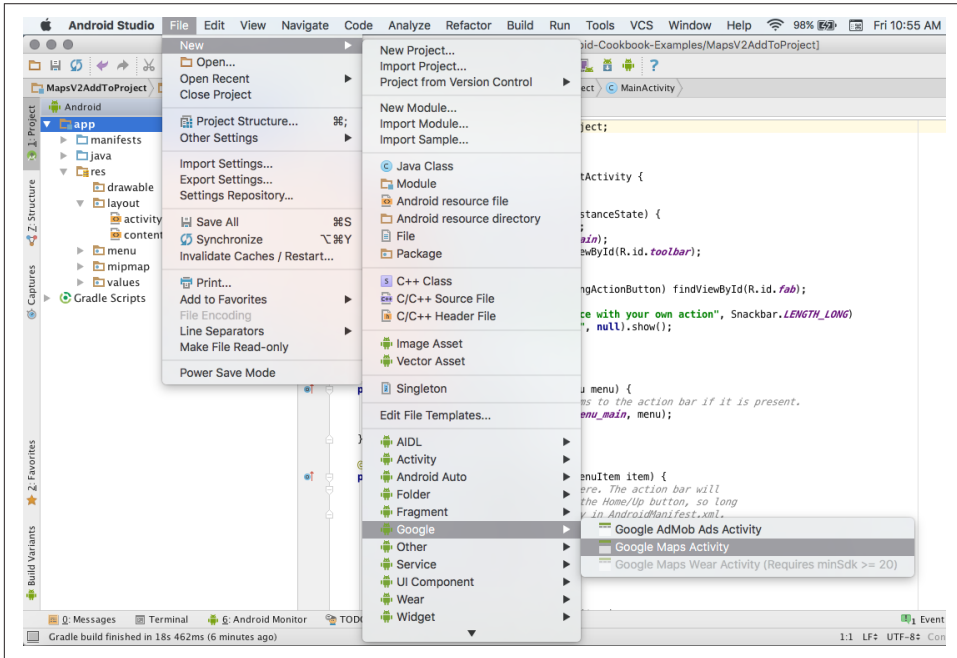 Android Studio File Edit View Navigate Code Analyze Refactor Build Run Tools VCS Window Help 98% Fri 10:55 AM
New
Open...
Open Recent
Close Project
Project Structure... ⌘;
Other Settings
Import Settings...
Export Settings...
Settings Repository...
Save All ⌘S
Synchronize ⌥⌘Y
Invalidate Caches / Restart...
Print...
Add to Favorites
File Encoding
Line Separators
Make File Read-only
Power Save Mode
New Project...
Import Project...
Project from Version Control
New Module...
Import Module...
Import Sample...
Java Class
Module
Android resource file
Android resource directory
File
Package
C++ Class
C/C++ Source File
C/C++ Header File
Image Asset
Vector Asset
Singleton
Edit File Templates...
AIDL
Activity
Android Auto
Folder
Fragment
Google
Other
Service
UI Component
Wear
Widget
Google AdMob Ads Activity
Google Maps Activity
Google Maps Wear Activity (Requires minSdk >= 20)
oid-Cookbook-Examples/MapsV2AddToProject]
MapsV2AddToProject
ect MainActivity
Android
app
manifests
java
res
drawable
layout
activity
content
menu
mipmap
values
Gradle Scripts
1: Project
Z: Structure
Captures
2: Favorites
Build Variants
ject;
tActivity {
stanceState) {
;
ain);
ewById(R.id.toolbar);
ngActionButton) findViewById(R.id.fab);
ce with your own action", Snackbar.LENGTH_LONG)
", null).show();
u menu) {
ms to the action bar if it is present.
enu_main, menu);
}
enuItem item) {
ere. The action bar will
the Home/Up button, so long
y in AndroidManifest.xml.
0: Messages Terminal 6: Android Monitor TODO 1 Event
Gradle build finished in 18s 462ms (6 minutes ago) 1:1 LF UTF-8 Con